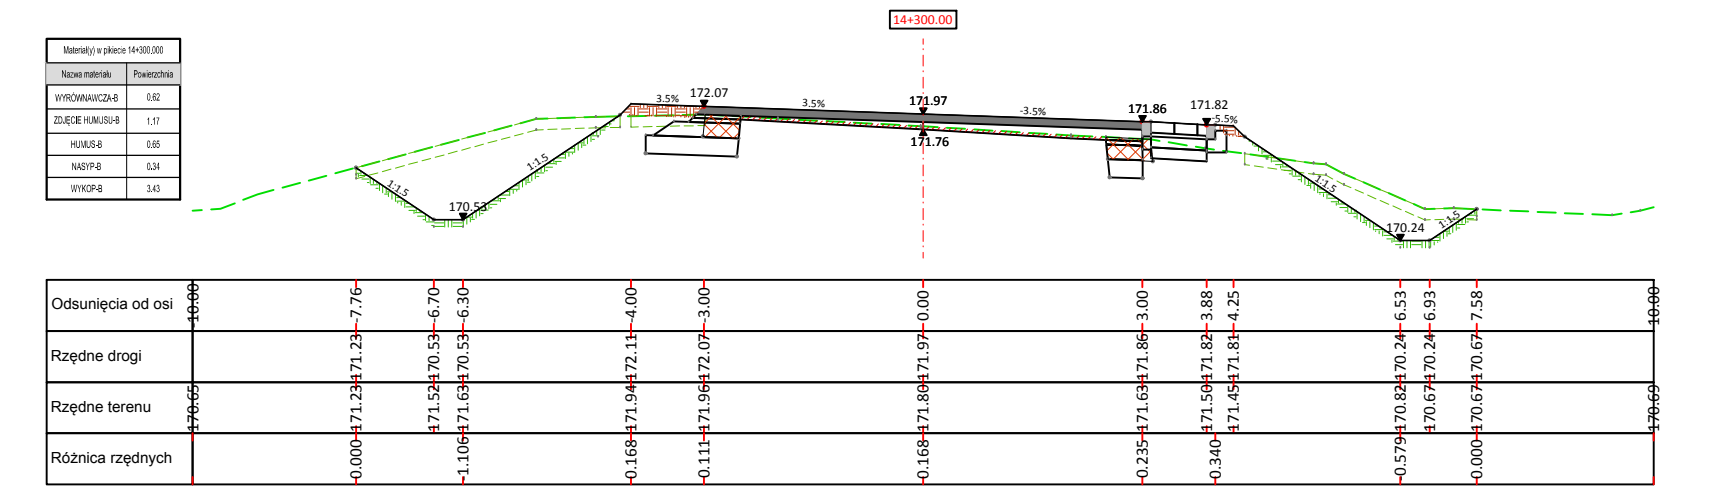 14+300.00
Materiał(y) w pikiecie 14+300.000
Nazwa materiału Powierzchnia
WYRÓWNAWCZA-B 0.62
ZDJĘCIE HUMUSU-B 1.17
HUMUS-B 0.65
NASYP-B 0.34
WYKOP-B 3.43
3.5% 172.07 3.5% 171.97 -3.5% 171.86 171.82 -5.5%
171.76
1:1.5 170.53 1:1.5 1:1.5 170.24 1:1.5
Odsunięcia od osi -10.00 -7.76 -6.70 -6.30 -4.00 -3.00 0.00 3.00 3.88 4.25 6.53 6.93 7.58 10.00
Rzędne drogi 171.23 170.53 170.53 172.11 172.07 171.97 171.86 171.82 171.81 170.24 170.24 170.67
Rzędne terenu 170.65 171.23 171.52 171.63 171.94 171.96 171.80 171.63 171.50 171.45 170.82 170.67 170.67 170.69
Różnica rzędnych 0.000 -1.106 0.168 0.111 0.168 0.235 0.340 -0.579 0.000